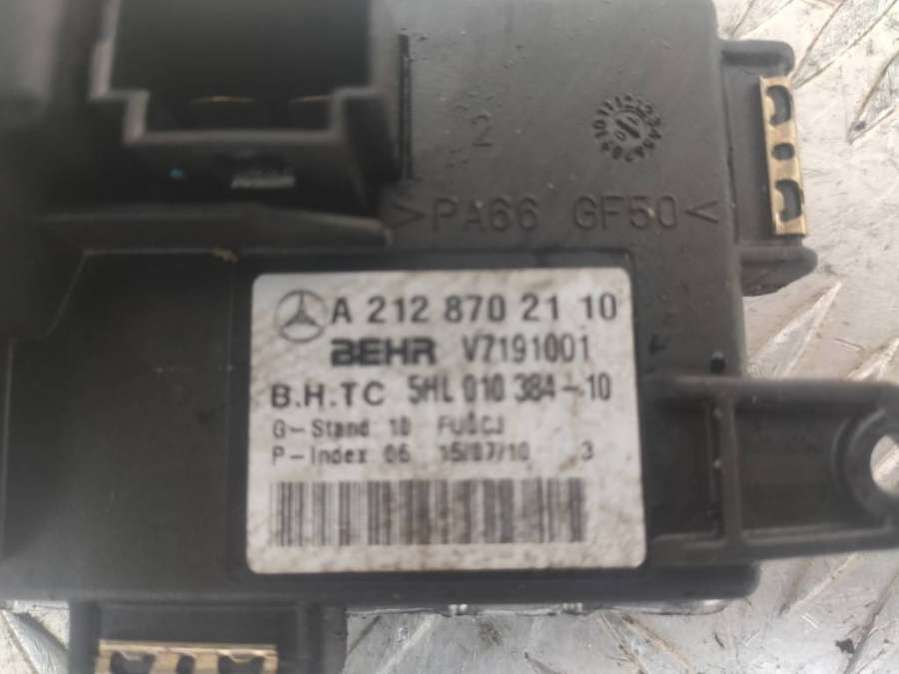 2
>PA66 GF50<
A 212 870 21 10
BEHR V7191001
B.H.TC 5HL 010 384-10
G-Stand 10 FU0CJ
P-Index 06 15/07/10 3